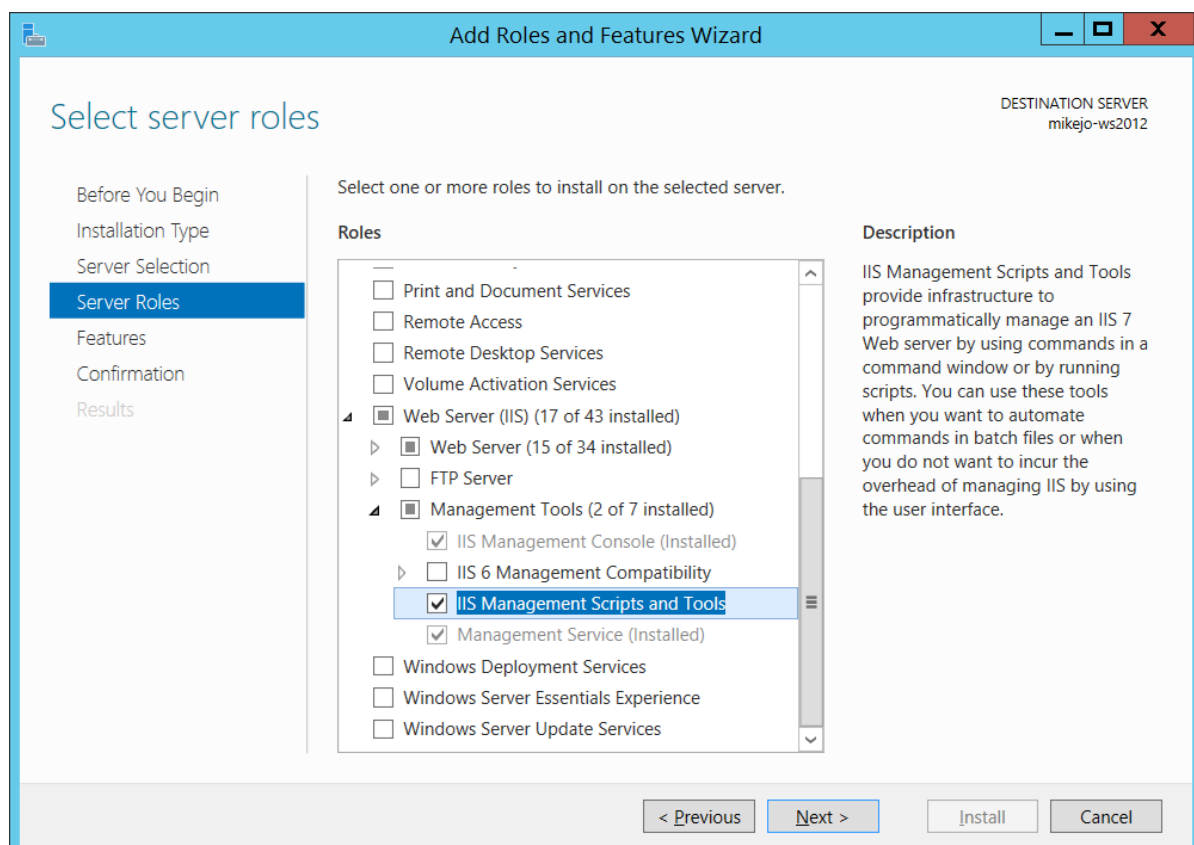 Add Roles and Features Wizard
Select server roles
DESTINATION SERVER
mikejo-ws2012
Before You Begin
Installation Type
Server Selection
Server Roles
Features
Confirmation
Results
Select one or more roles to install on the selected server.
Roles
Print and Document Services
Remote Access
Remote Desktop Services
Volume Activation Services
Web Server (IIS) (17 of 43 installed)
Web Server (15 of 34 installed)
FTP Server
Management Tools (2 of 7 installed)
IIS Management Console (Installed)
IIS 6 Management Compatibility
IIS Management Scripts and Tools
Management Service (Installed)
Windows Deployment Services
Windows Server Essentials Experience
Windows Server Update Services
Description
IIS Management Scripts and Tools
provide infrastructure to
programmatically manage an IIS 7
Web server by using commands in a
command window or by running
scripts. You can use these tools
when you want to automate
commands in batch files or when
you do not want to incur the
overhead of managing IIS by using
the user interface.
< Previous
Next >
Install
Cancel